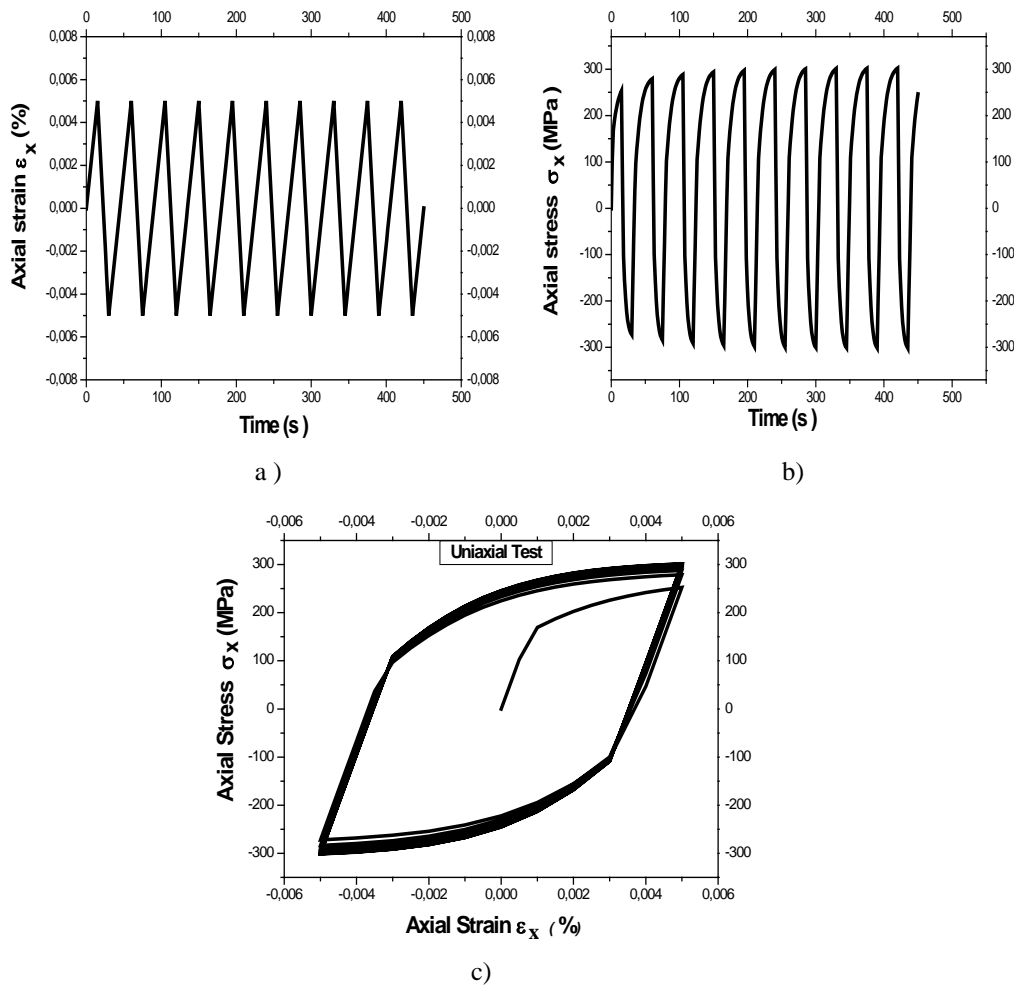 0 100 200 300 400 500
0,008 0,008
0,006 0,006
0,004 0,004
0,002 0,002
0,000 0,000
-0,002 -0,002
-0,004 -0,004
-0,006 -0,006
-0,008 -0,008
0 100 200 300 400 500
Axial strain εx (%)
Time (s )
a )
0 100 200 300 400 500
300 300
200 200
100 100
0 0
-100 -100
-200 -200
-300 -300
0 100 200 300 400 500
Axial stress σx (MPa)
Time (s )
b)
-0,006 -0,004 -0,002 0,000 0,002 0,004 0,006
Uniaxial Test
300 300
200 200
100 100
0 0
-100 -100
-200 -200
-300 -300
-0,006 -0,004 -0,002 0,000 0,002 0,004 0,006
Axial Stress σx (MPa)
Axial Strain εx ( %)
c)